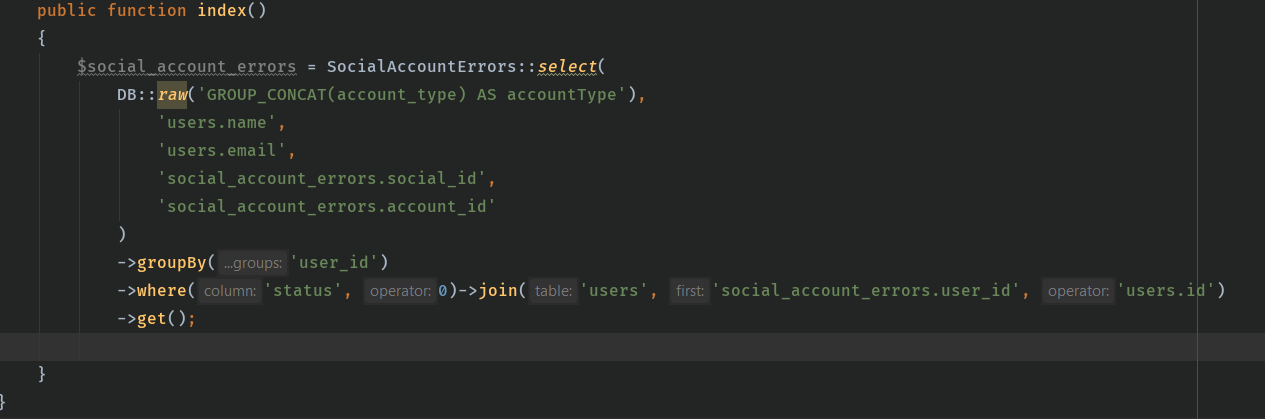 public function index()
{
$social_account_errors = SocialAccountErrors::select(
DB::raw('GROUP_CONCAT(account_type) AS accountType'),
'users.name',
'users.email',
'social_account_errors.social_id',
'social_account_errors.account_id'
)
->groupBy( ...groups: 'user_id')
->where( column: 'status', operator: 0)->join( table: 'users', first: 'social_account_errors.user_id', operator: 'users.id')
->get();
}
}